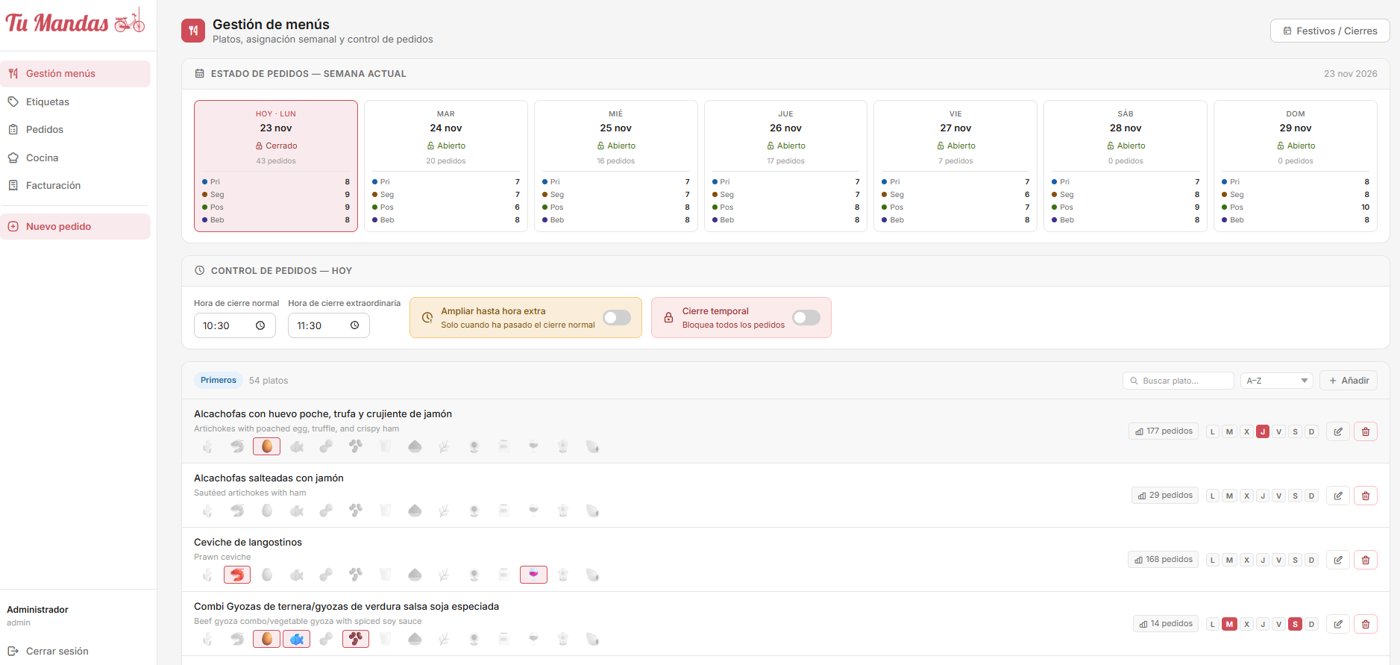 Tu Mandas
Gestión menús
Etiquetas
Pedidos
Cocina
Facturación
Nuevo pedido
Administrador
admin
Cerrar sesión
Gestión de menús
Platos, asignación semanal y control de pedidos
Festivos / Cierres
ESTADO DE PEDIDOS — SEMANA ACTUAL
23 nov 2026
HOY · LUN
23 nov
Cerrado
43 pedidos
Pri 8
Seg 9
Pos 9
Beb 8
MAR
24 nov
Abierto
20 pedidos
Pri 7
Seg 7
Pos 6
Beb 8
MIÉ
25 nov
Abierto
16 pedidos
Pri 7
Seg 7
Pos 8
Beb 8
JUE
26 nov
Abierto
17 pedidos
Pri 7
Seg 7
Pos 8
Beb 8
VIE
27 nov
Abierto
7 pedidos
Pri 7
Seg 6
Pos 7
Beb 8
SÁB
28 nov
Abierto
0 pedidos
Pri 7
Seg 8
Pos 9
Beb 8
DOM
29 nov
Abierto
0 pedidos
Pri 8
Seg 8
Pos 10
Beb 8
CONTROL DE PEDIDOS — HOY
Hora de cierre normal
10:30
Hora de cierre extraordinaria
11:30
Ampliar hasta hora extra
Solo cuando ha pasado el cierre normal
Cierre temporal
Bloquea todos los pedidos
Primeros 54 platos
Buscar plato...
A–Z
+ Añadir
Alcachofas con huevo poche, trufa y crujiente de jamón
Artichokes with poached egg, truffle, and crispy ham
177 pedidos L M X J V S D
Alcachofas salteadas con jamón
Sautéed artichokes with ham
29 pedidos L M X J V S D
Ceviche de langostinos
Prawn ceviche
168 pedidos L M X J V S D
Combi Gyozas de ternera/gyozas de verdura salsa soja especiada
Beef gyoza combo/vegetable gyoza with spiced soy sauce
14 pedidos L M X J V S D